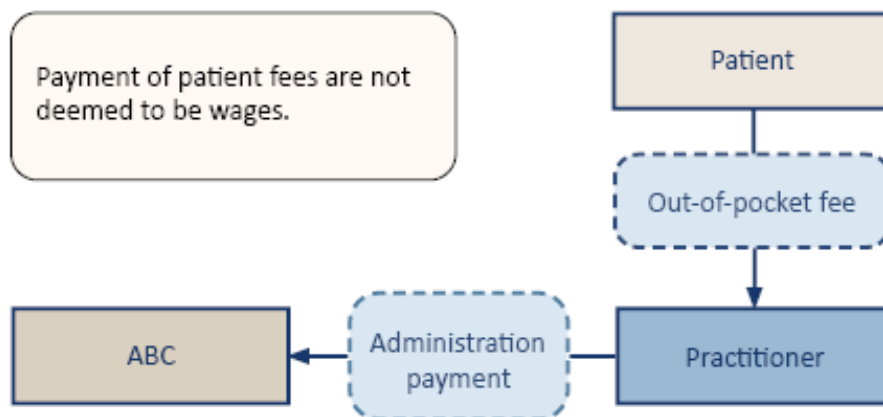 Payment of patient fees are not
deemed to be wages.
Patient
Out-of-pocket fee
ABC
Administration
payment
Practitioner